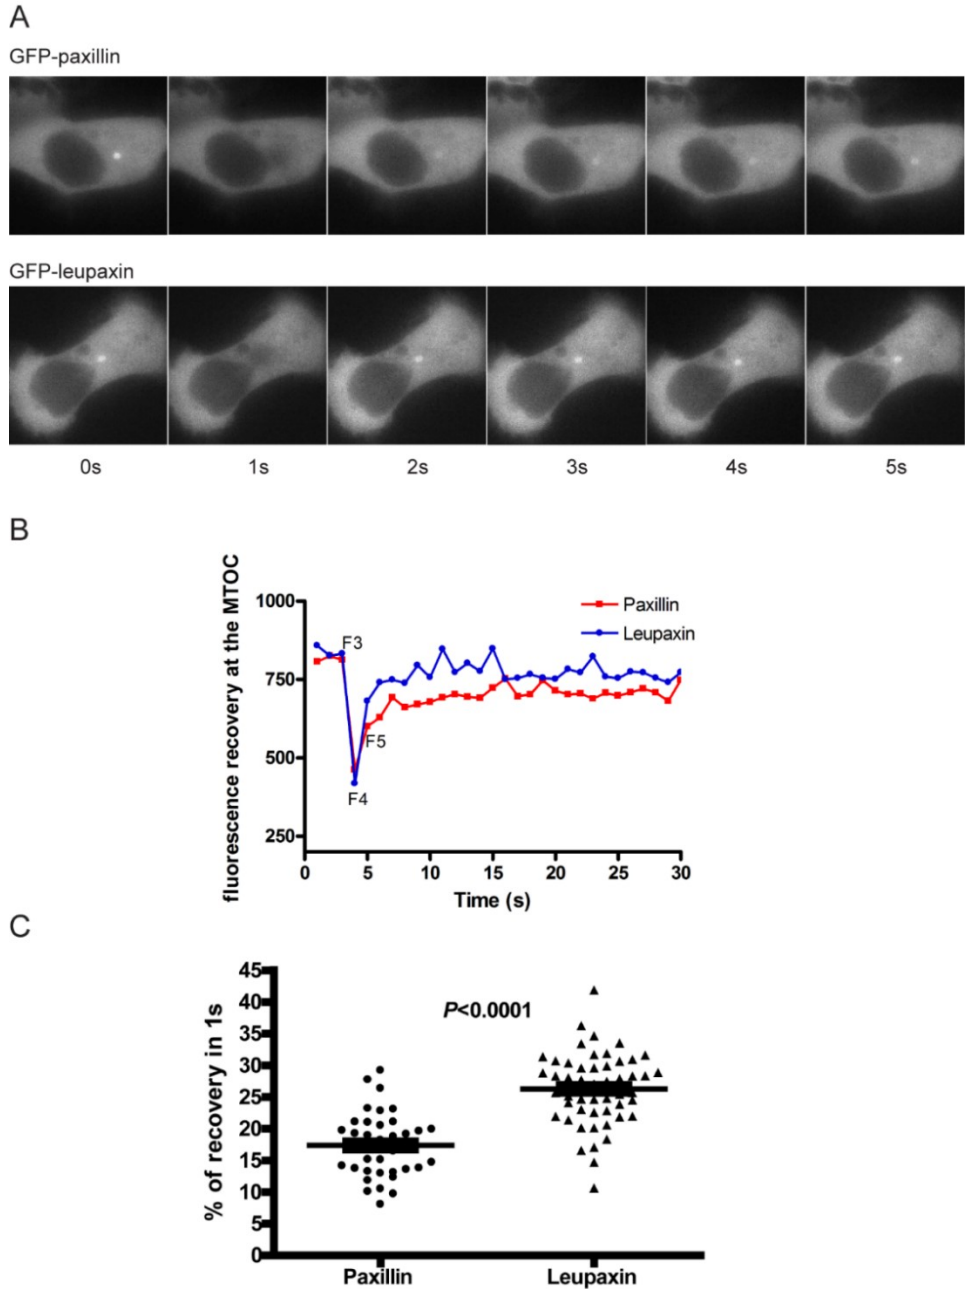 A
GFP-paxillin
GFP-leupaxin
0s 1s 2s 3s 4s 5s
B
fluorescence recovery at the MTOC
1000
750
500
250
Paxillin
Leupaxin
F3
F5
F4
0 5 10 15 20 25 30
Time (s)
C
% of recovery in 1s
45
40
35
30
25
20
15
10
5
0
P<0.0001
Paxillin Leupaxin